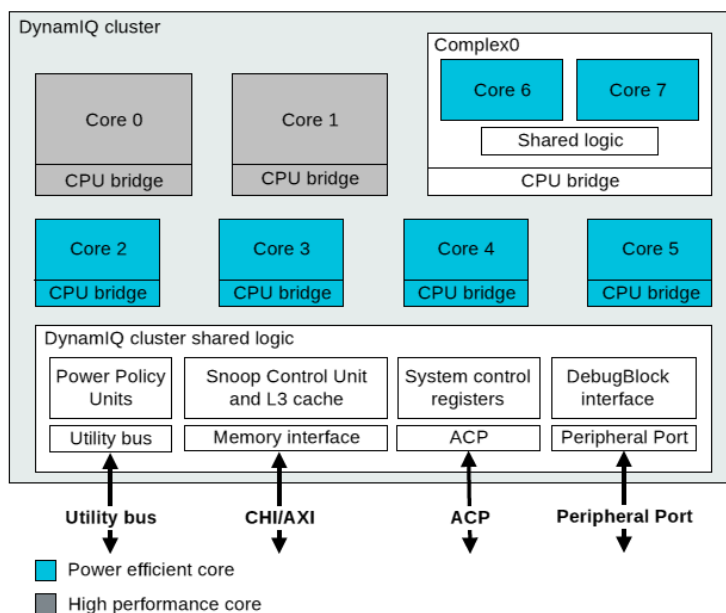 DynamIQ cluster
Complex0
Core 0
Core 1
Core 6
Core 7
Shared logic
CPU bridge
CPU bridge
CPU bridge
Core 2
Core 3
Core 4
Core 5
CPU bridge
CPU bridge
CPU bridge
CPU bridge
DynamIQ cluster shared logic
Power Policy
Units
Snoop Control Unit
and L3 cache
System control
registers
DebugBlock
interface
Utility bus
Memory interface
ACP
Peripheral Port
Utility bus
CHI/AXI
ACP
Peripheral Port
Power efficient core
High performance core